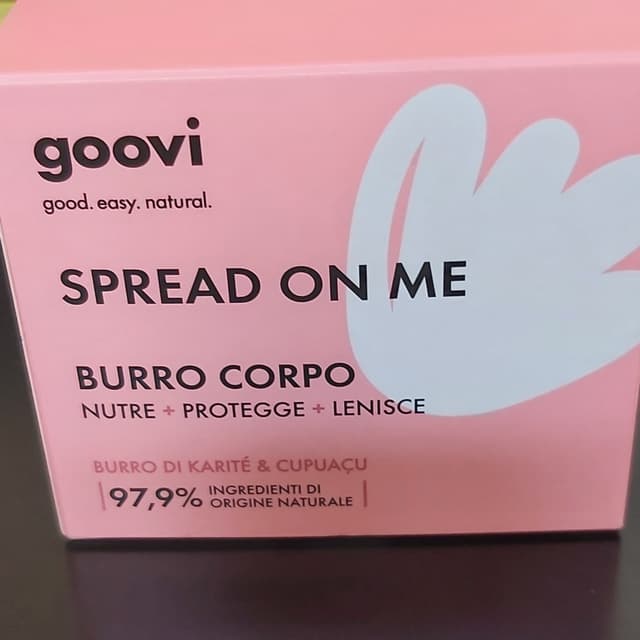 goovi
good. easy. natural.
SPREAD ON ME
BURRO CORPO
NUTRE + PROTEGGE + LENISCE
BURRO DI KARITÉ & CUPUAÇU
97,9% INGREDIENTI DI
ORIGINE NATURALE